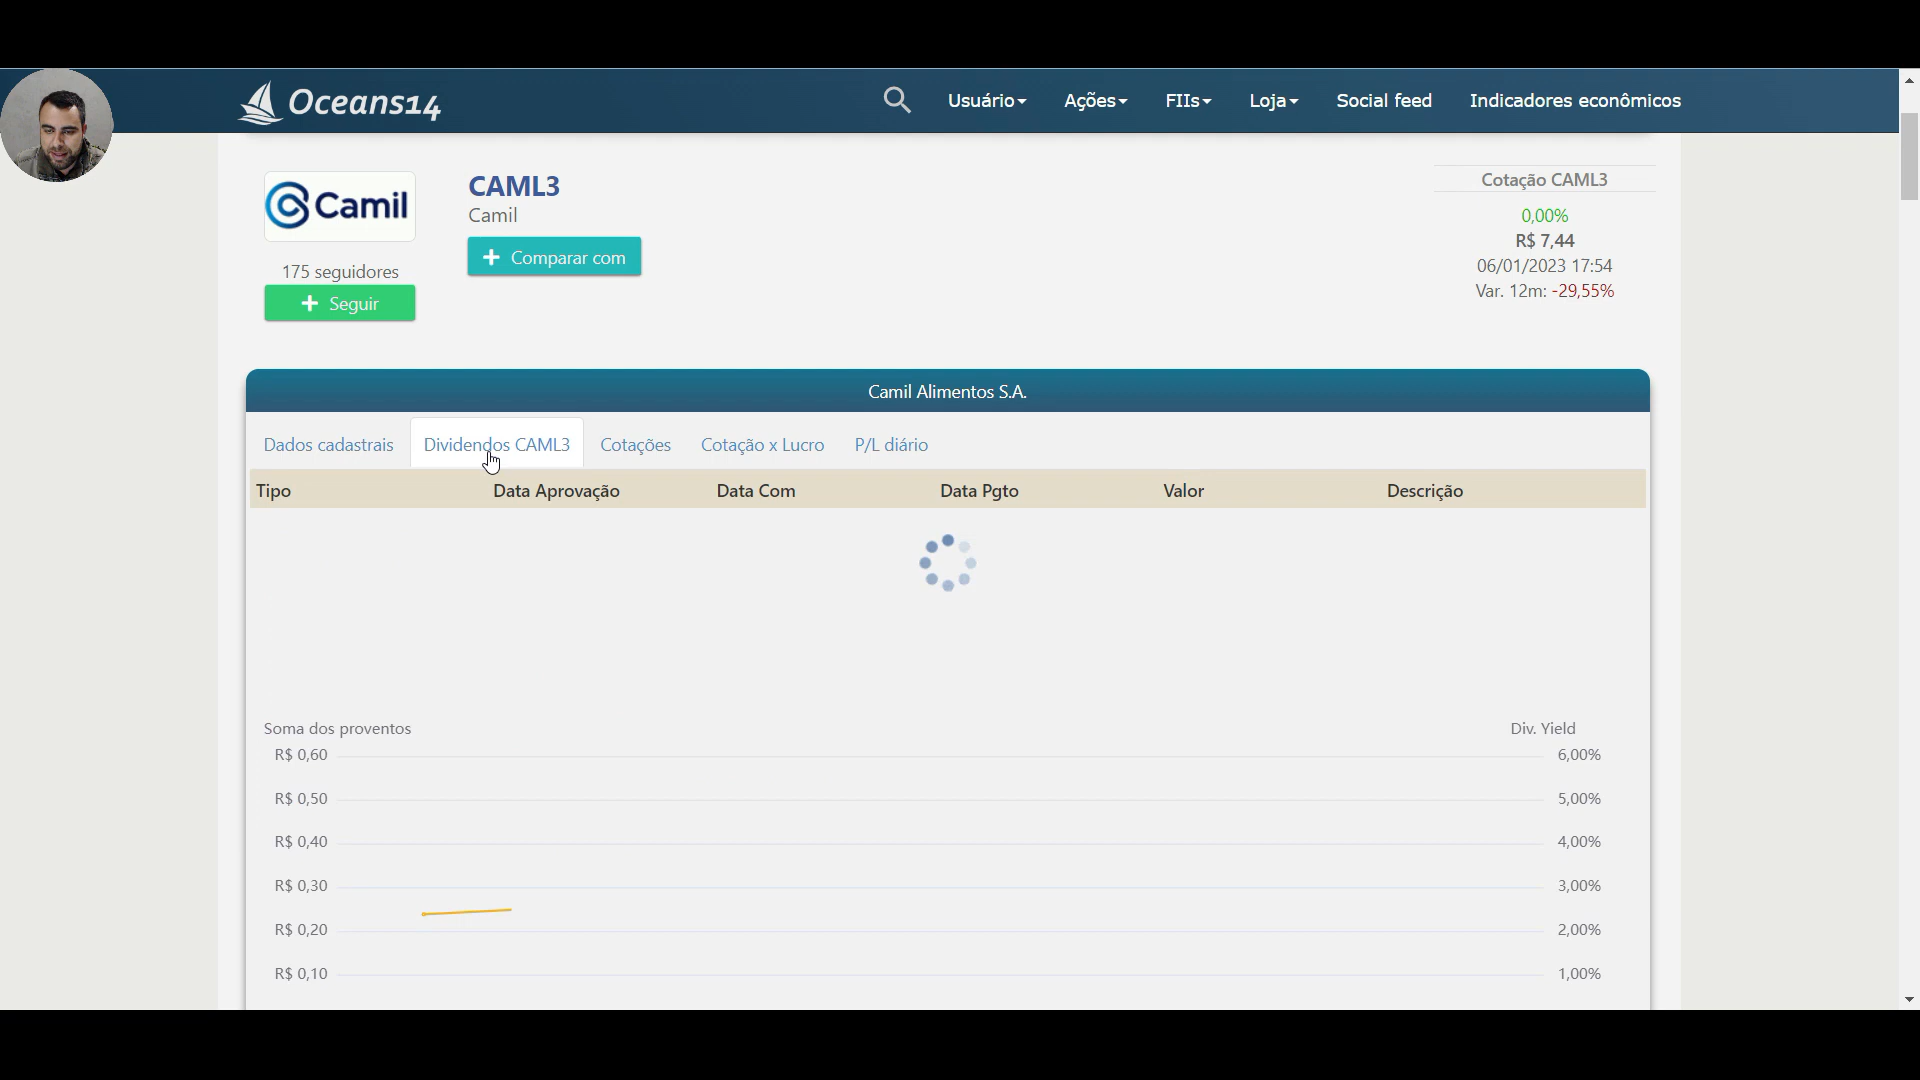 Oceans14
Usuário
Ações
FIIs
Loja
Social feed
Indicadores econômicos
Camil
175 seguidores
+ Seguir
CAML3
Camil
+ Comparar com
Cotação CAML3
0,00%
R$ 7,44
06/01/2023 17:54
Var. 12m: -29,55%
Camil Alimentos S.A.
Dados cadastrais
Dividendos CAML3
Cotações
Cotação x Lucro
P/L diário
Tipo
Data Aprovação
Data Com
Data Pgto
Valor
Descrição
Soma dos proventos
Div. Yield
R$ 0,60
6,00%
R$ 0,50
5,00%
R$ 0,40
4,00%
R$ 0,30
3,00%
R$ 0,20
2,00%
R$ 0,10
1,00%